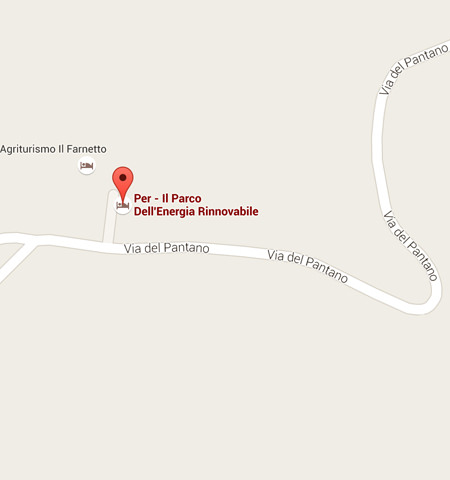 Via del Pantano
Agriturismo Il Farnetto
Per - Il Parco
Dell'Energia Rinnovabile
Via del Pantano
Via del Pantano
Via del Pantano